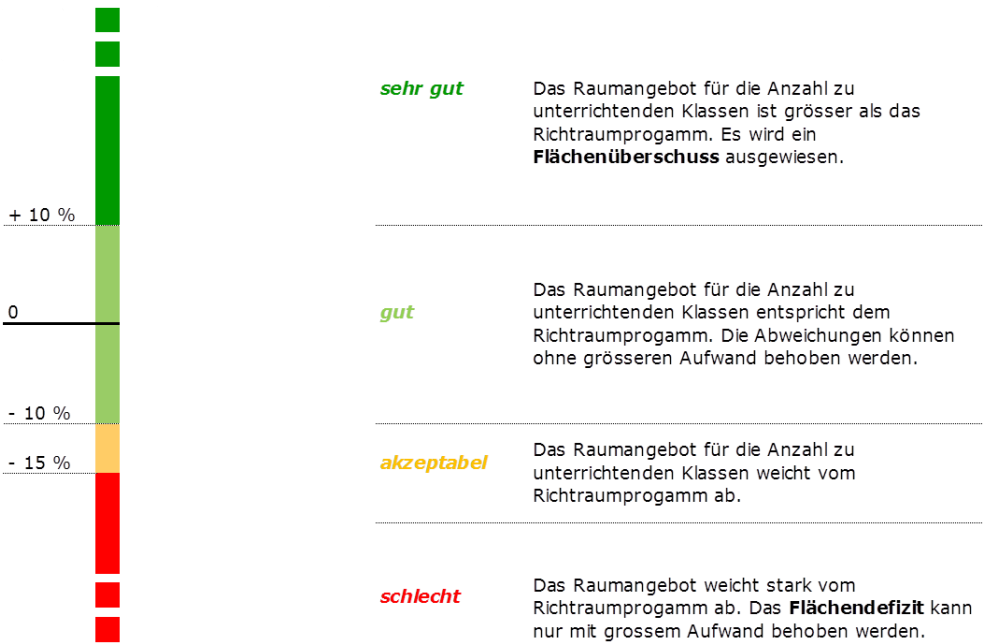 sehr gut
Das Raumangebot für die Anzahl zu
unterrichtenden Klassen ist grösser als das
Richtraumprogamm. Es wird ein
Flächenüberschuss ausgewiesen.
+ 10 %
0
gut
Das Raumangebot für die Anzahl zu
unterrichtenden Klassen entspricht dem
Richtraumprogamm. Die Abweichungen können
ohne grösseren Aufwand behoben werden.
- 10 %
- 15 %
akzeptabel
Das Raumangebot für die Anzahl zu
unterrichtenden Klassen weicht vom
Richtraumprogamm ab.
schlecht
Das Raumangebot weicht stark vom
Richtraumprogamm ab. Das Flächendefizit kann
nur mit grossem Aufwand behoben werden.